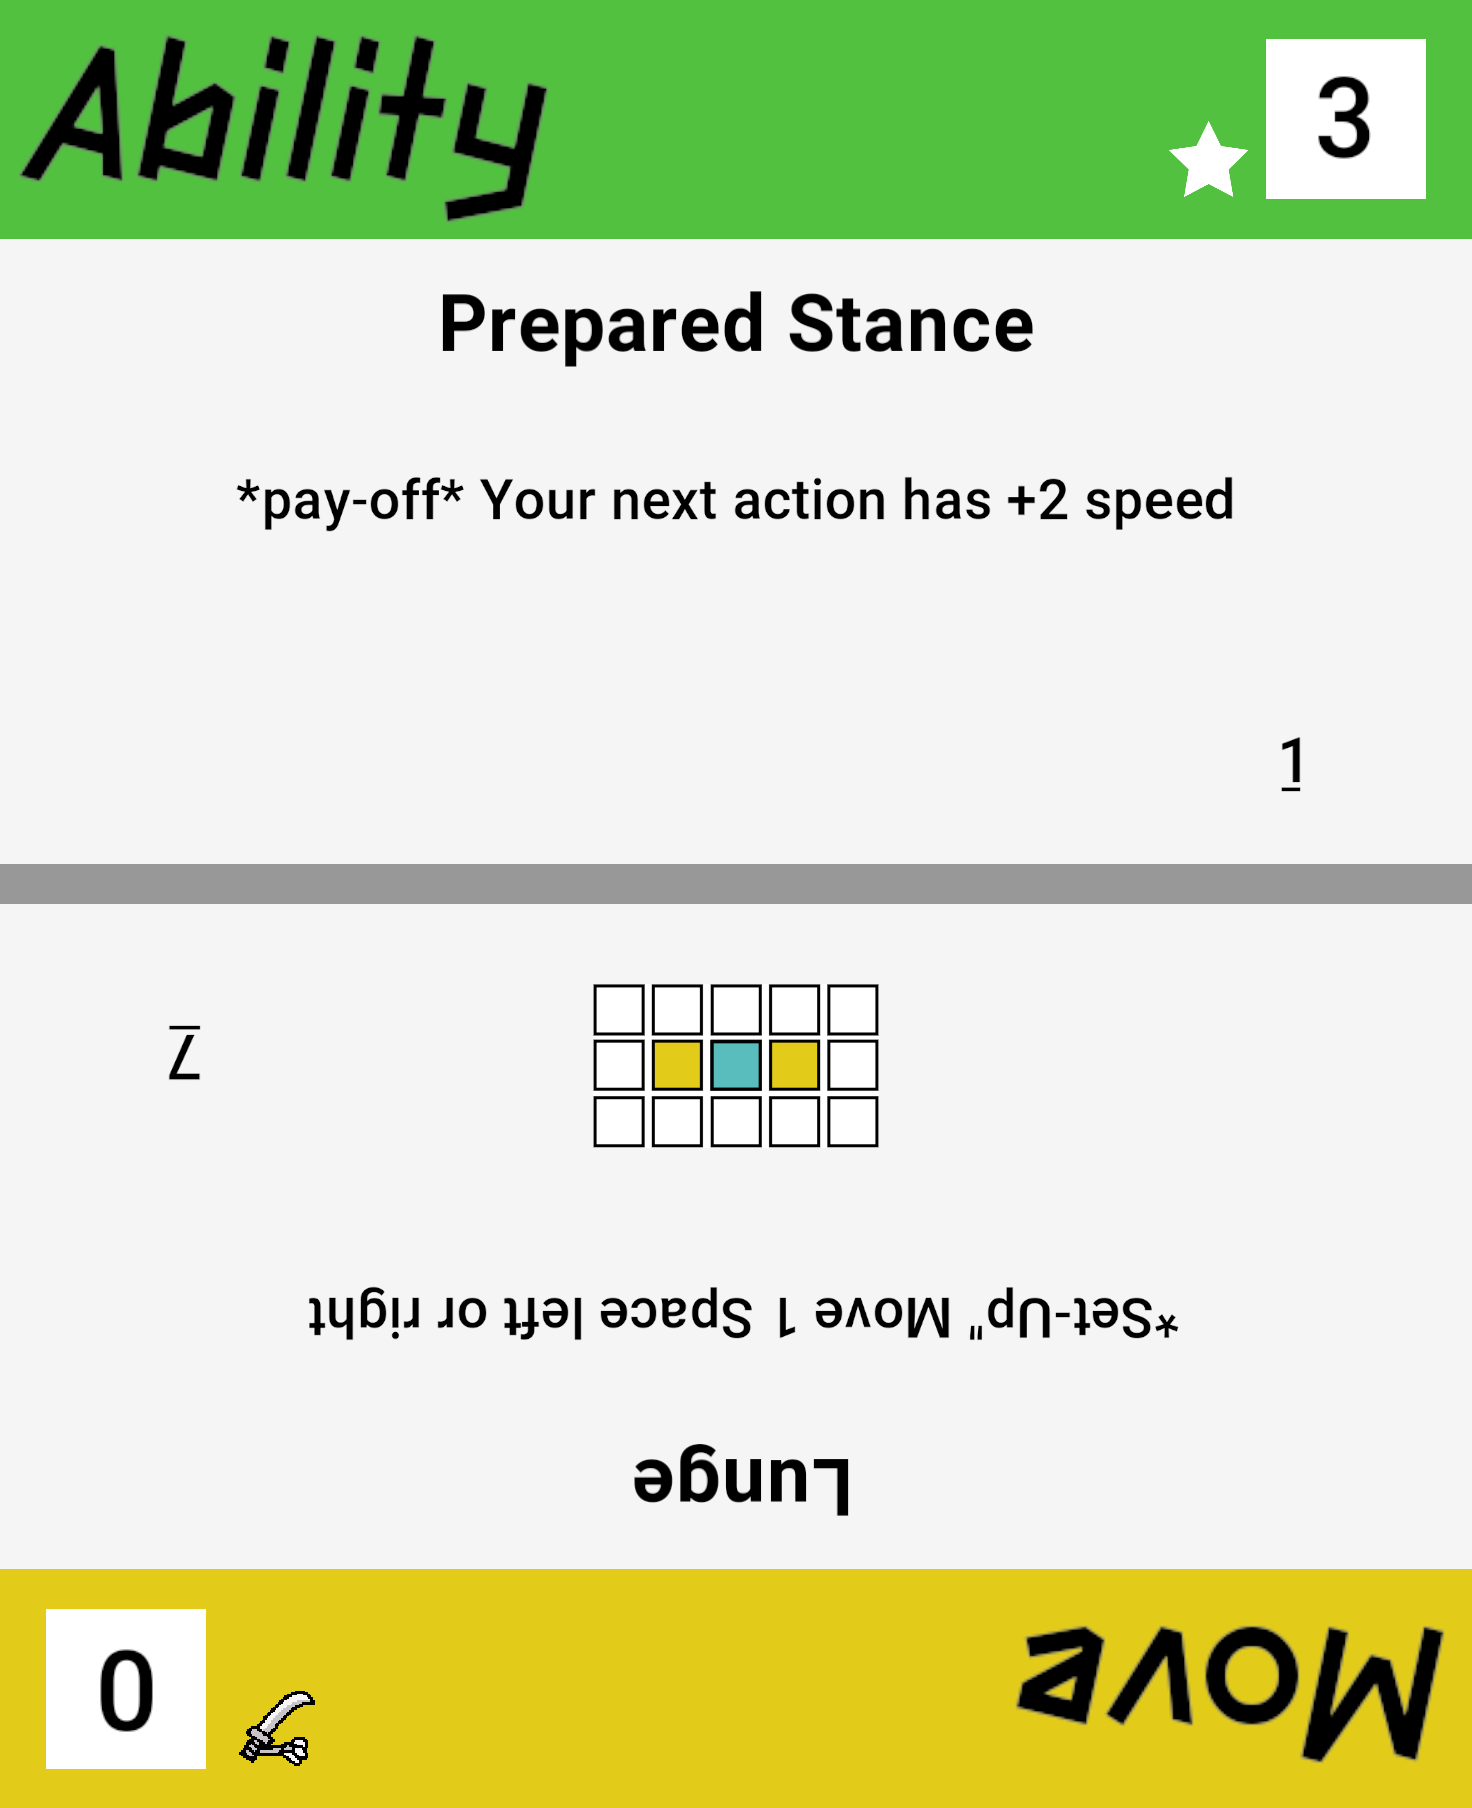 Ability 3
Prepared Stance
*pay-off* Your next action has +2 speed
1
Move 0
Lunge
*Set-Up" Move 1 Space left or right
7